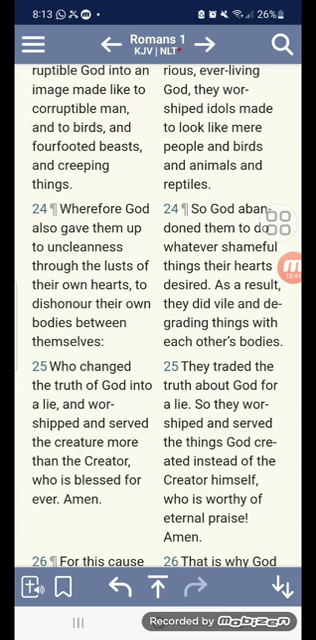 8:13
26%
Romans 1
KJV | NLT*
ruptible God into an
image made like to
corruptible man,
and to birds, and
fourfooted beasts,
and creeping
things.
24 ¶ Wherefore God
also gave them up
to uncleanness
through the lusts of
their own hearts, to
dishonour their own
bodies between
themselves:
25 Who changed
the truth of God into
a lie, and wor-
shipped and served
the creature more
than the Creator,
who is blessed for
ever. Amen.
26 ¶ For this cause
rious, ever-living
God, they wor-
shiped idols made
to look like mere
people and birds
and animals and
reptiles.
24 ¶ So God aban-
doned them to do
whatever shameful
things their hearts
desired. As a result,
they did vile and de-
grading things with
each other's bodies.
25 They traded the
truth about God for
a lie. So they wor-
shiped and served
the things God cre-
ated instead of the
Creator himself,
who is worthy of
eternal praise!
Amen.
26 That is why God
Recorded by Mobizen